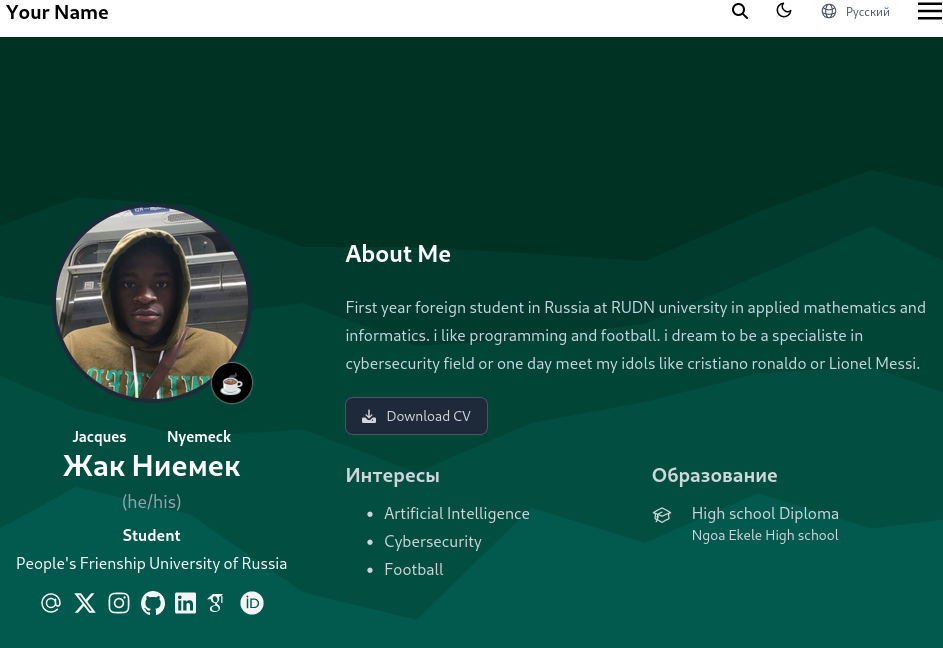 Your Name
Русский
About Me
First year foreign student in Russia at RUDN university in applied mathematics and
informatics. i like programming and football. i dream to be a specialiste in
cybersecurity field or one day meet my idols like cristiano ronaldo or Lionel Messi.
Download CV
Jacques Nyemeck
Жак Ниемек
(he/his)
Student
People's Frienship University of Russia
Интересы
Artificial Intelligence
Cybersecurity
Football
Образование
High school Diploma
Ngoa Ekele High school